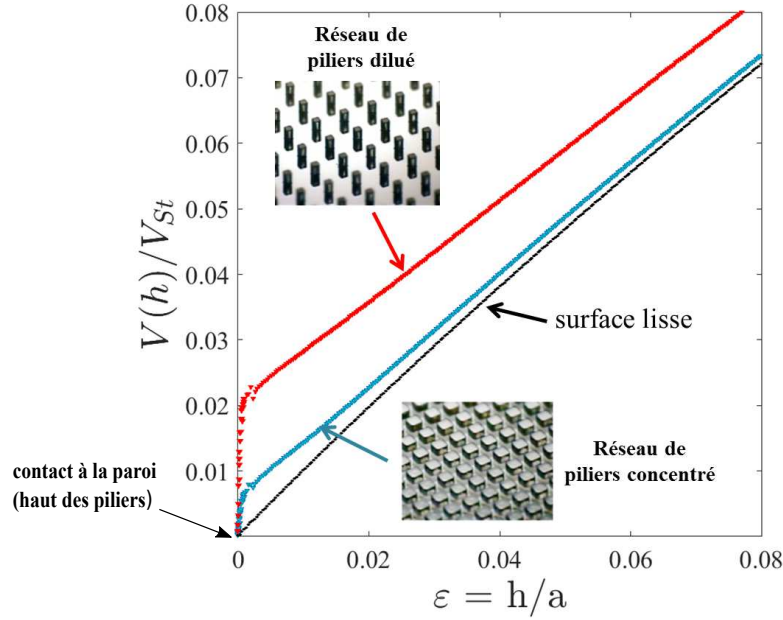 0.08
0.07
0.06
0.05
0.04
0.03
0.02
0.01
V(h)/V_{St}
Réseau de
piliers dilué
surface lisse
Réseau de
piliers concentré
contact à la paroi
(haut des piliers)
0
0.02
0.04
0.06
0.08
ε = h/a